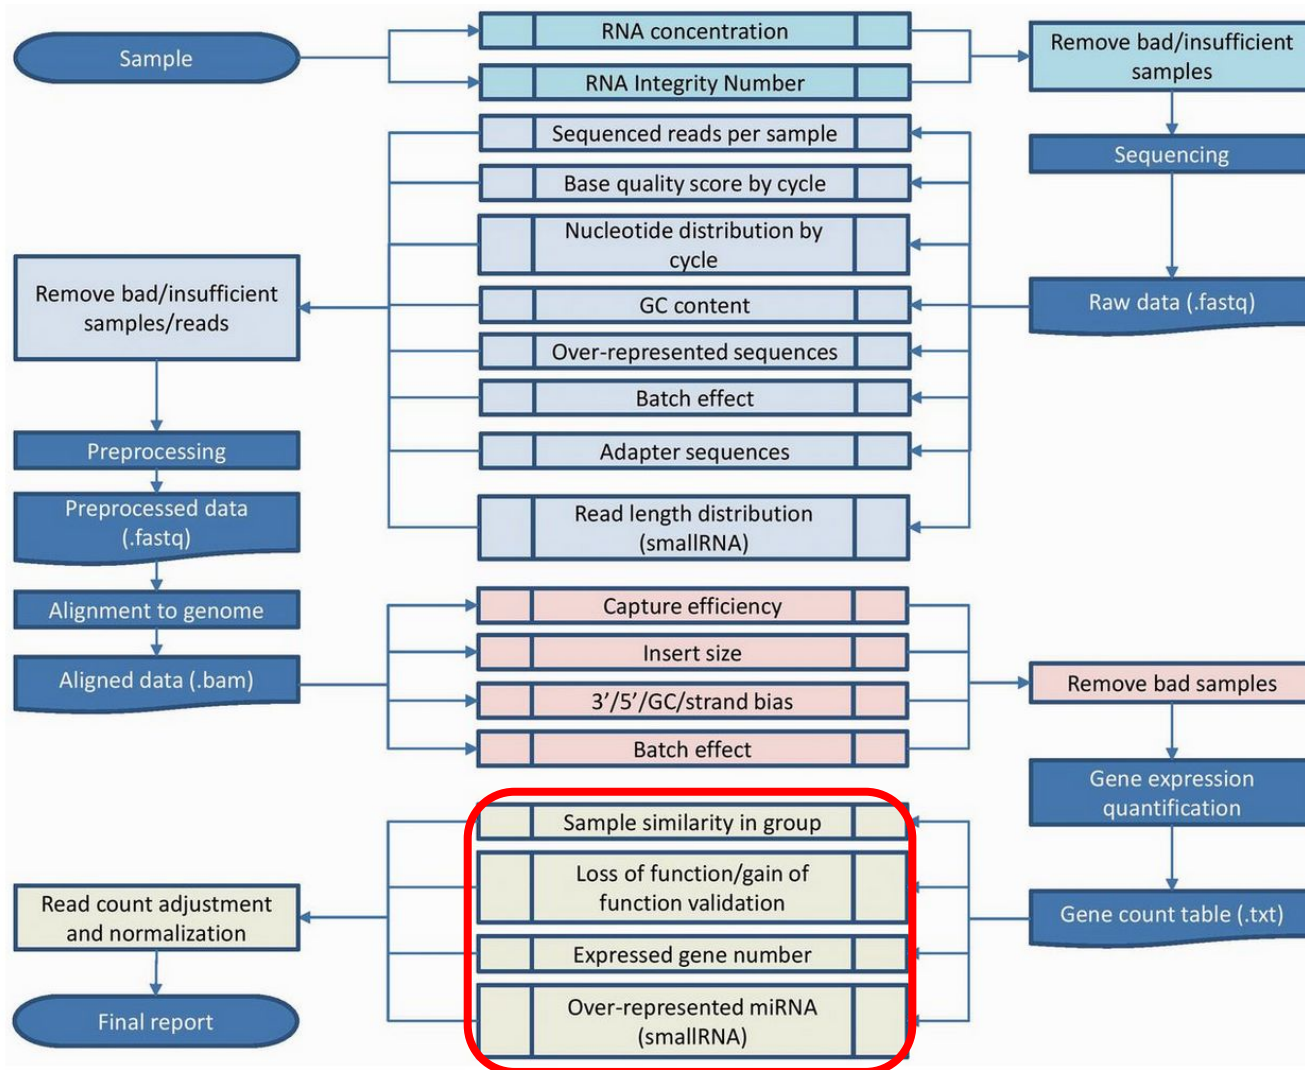 Sample
RNA concentration
RNA Integrity Number
Remove bad/insufficient
samples
Sequencing
Raw data (.fastq)
Sequenced reads per sample
Base quality score by cycle
Nucleotide distribution by
cycle
GC content
Over-represented sequences
Batch effect
Adapter sequences
Read length distribution
(smallRNA)
Remove bad/insufficient
samples/reads
Preprocessing
Preprocessed data
(.fastq)
Alignment to genome
Aligned data (.bam)
Capture efficiency
Insert size
3’/5’/GC/strand bias
Batch effect
Remove bad samples
Gene expression
quantification
Gene count table (.txt)
Sample similarity in group
Loss of function/gain of
function validation
Expressed gene number
Over-represented miRNA
(smallRNA)
Read count adjustment
and normalization
Final report